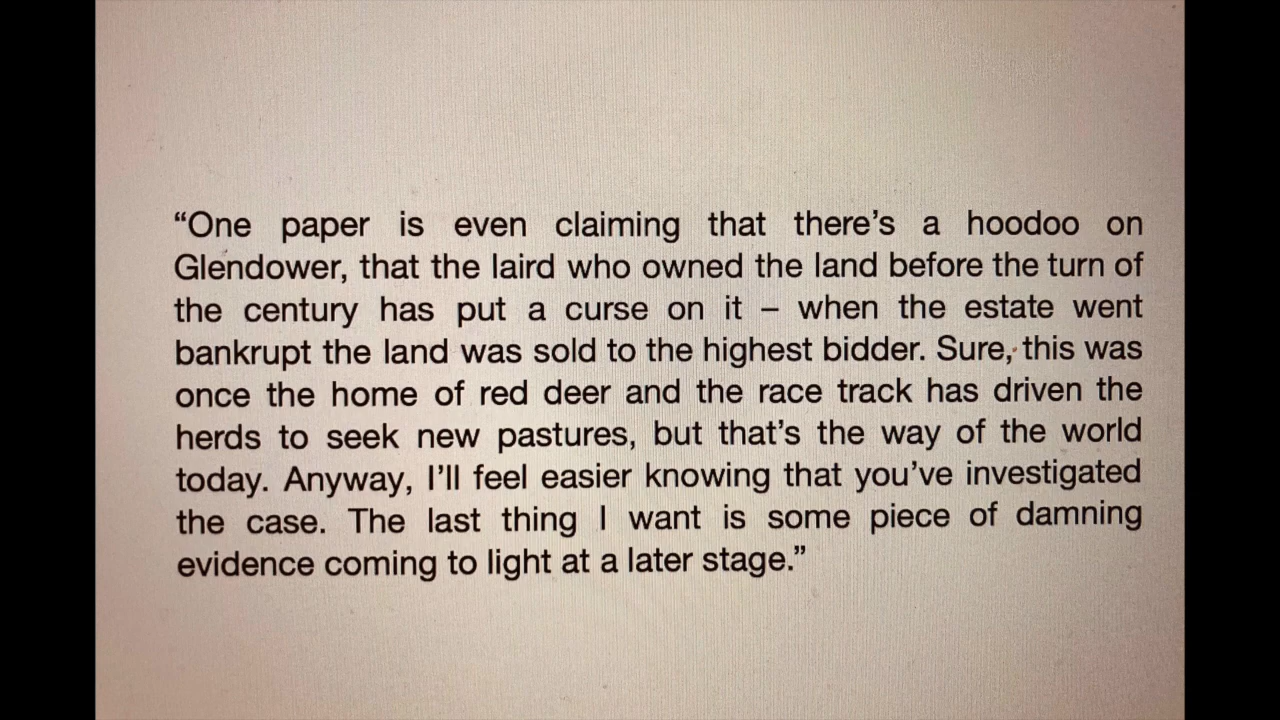 “One paper is even claiming that there’s a hoodoo on
Glendower, that the laird who owned the land before the turn of
the century has put a curse on it – when the estate went
bankrupt the land was sold to the highest bidder. Sure, this was
once the home of red deer and the race track has driven the
herds to seek new pastures, but that’s the way of the world
today. Anyway, I’ll feel easier knowing that you’ve investigated
the case. The last thing I want is some piece of damning
evidence coming to light at a later stage.”